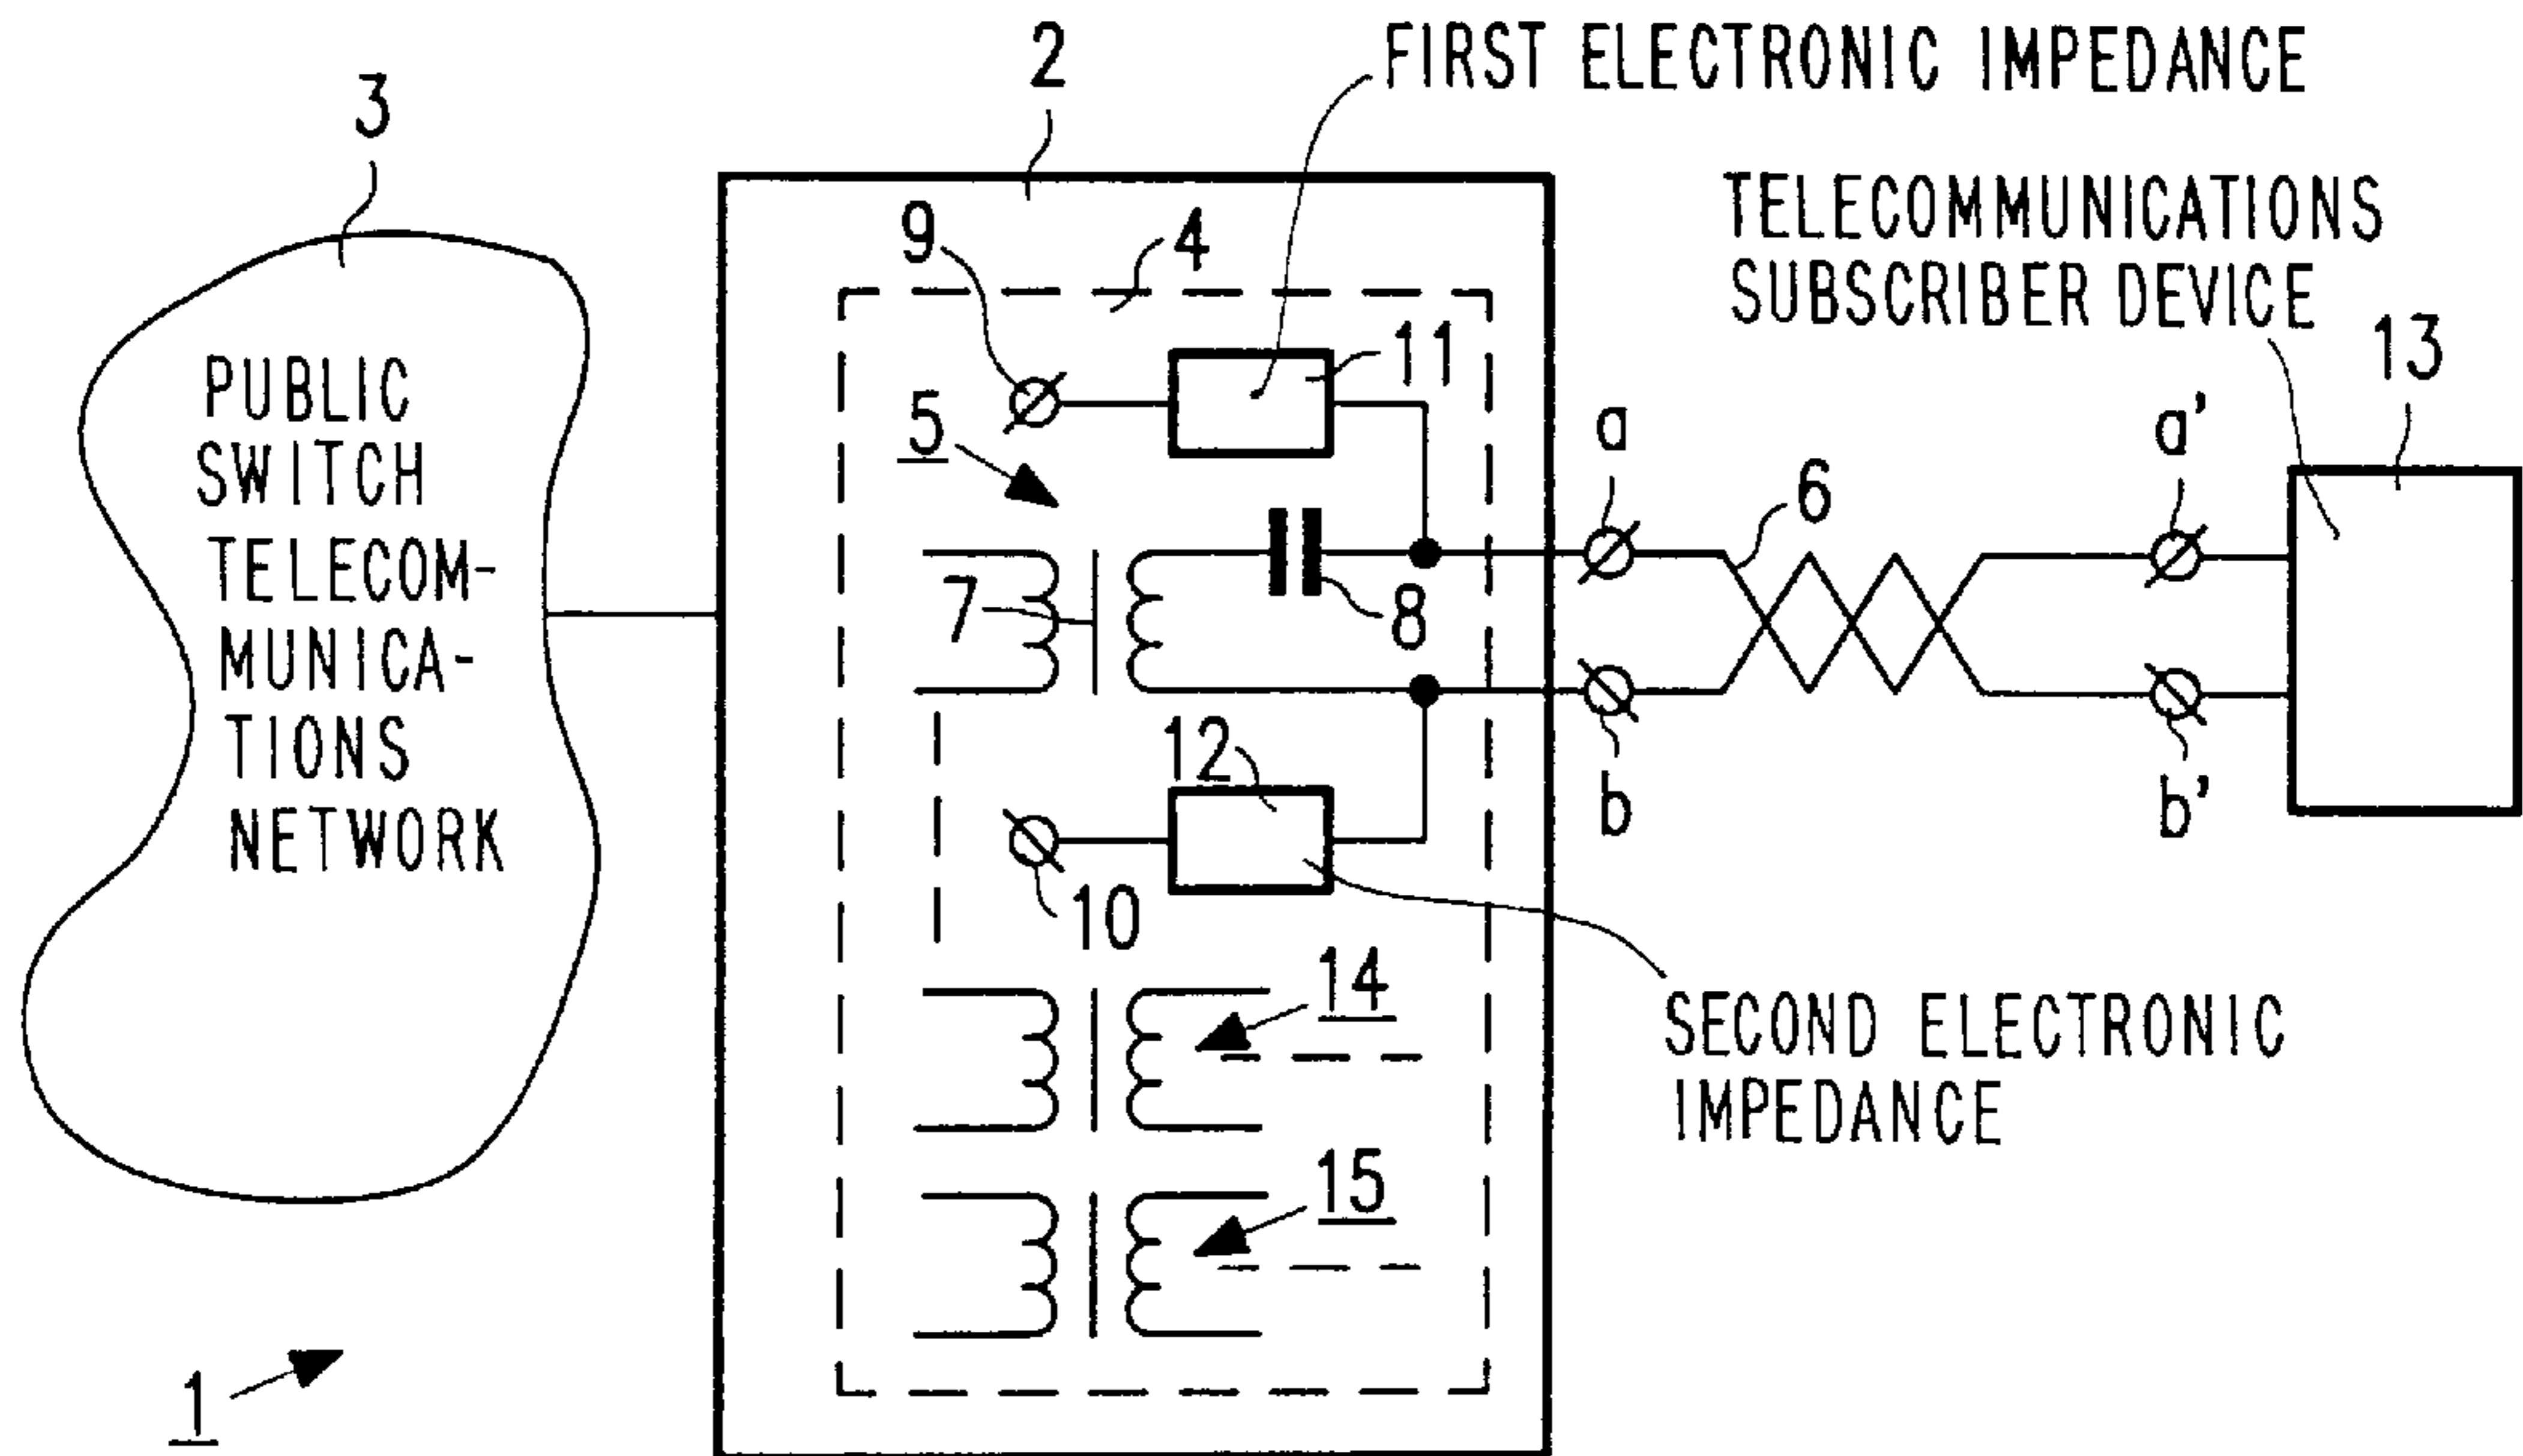 2
FIRST ELECTRONIC IMPEDANCE
3
TELECOMMUNICATIONS
SUBSCRIBER DEVICE
9
4
11
13
PUBLIC
SWITCH
TELECOM-
MUNICA-
TIONS
NETWORK
5
a
a'
6
7
8
12
b
b'
10
14
SECOND ELECTRONIC
IMPEDANCE
15
1